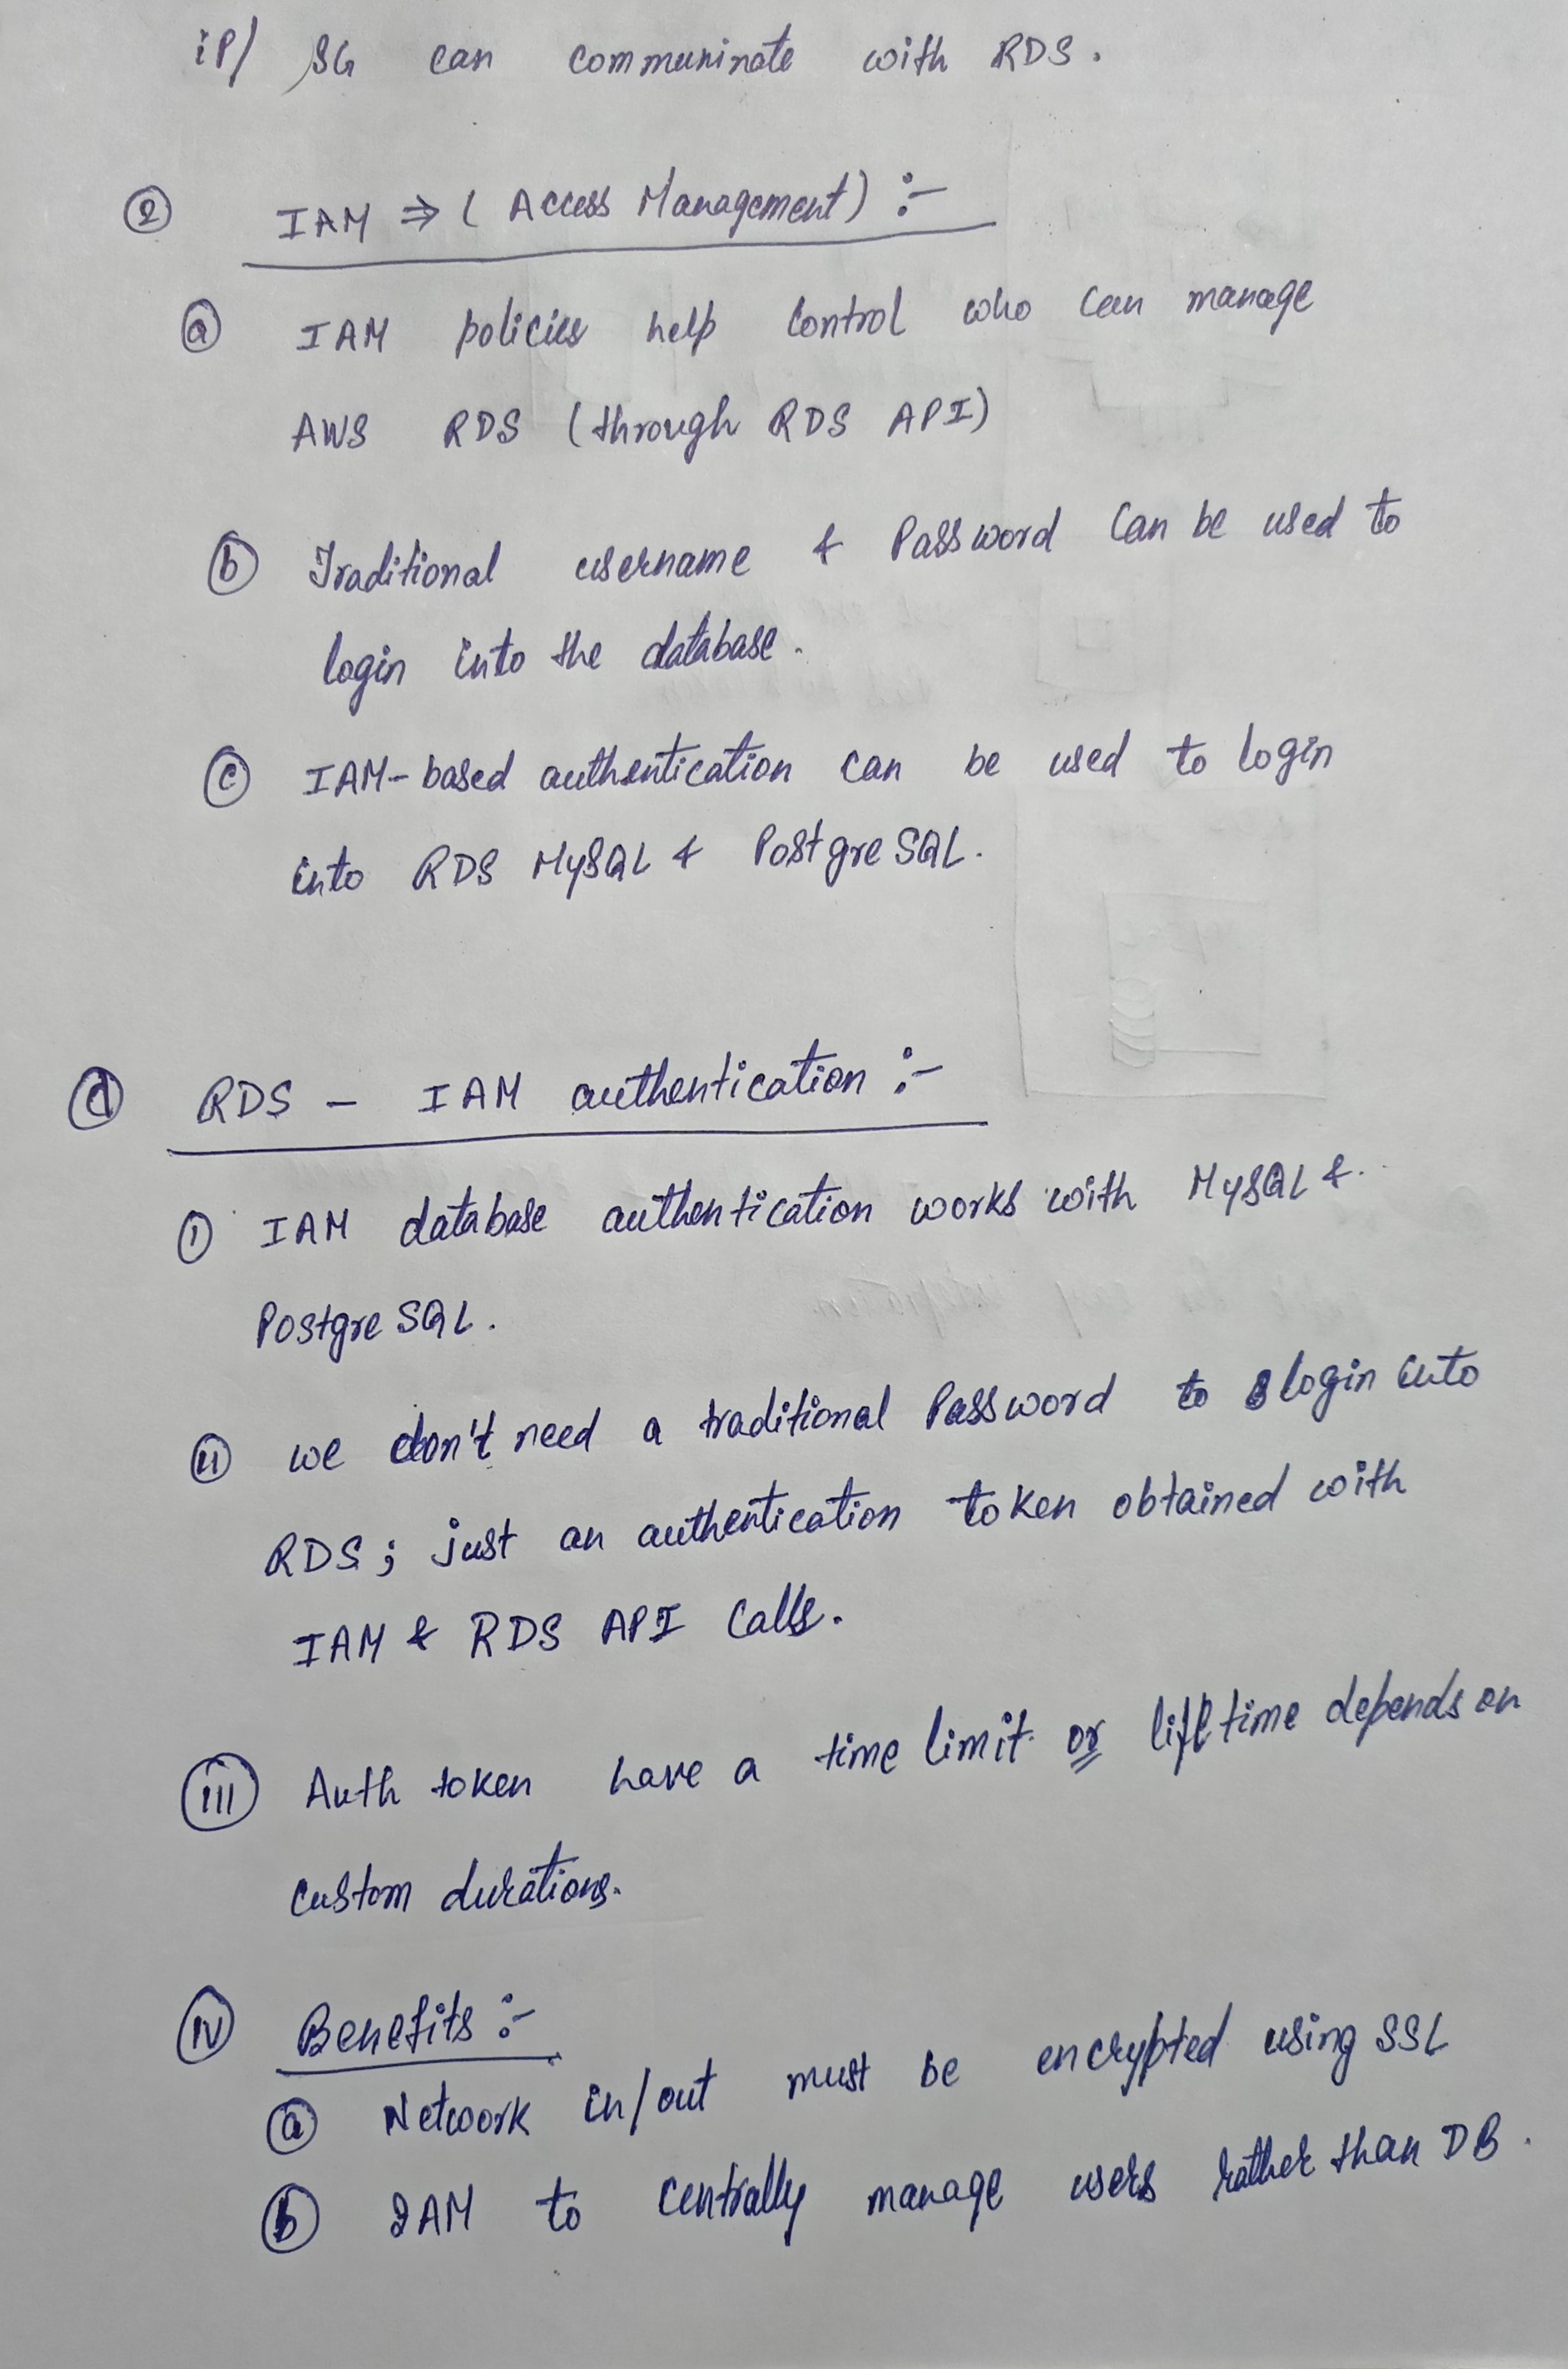 iP/ SG can communinate with RDS.
② IAM ⇒ ( Access Management) :-
ⓐ IAM policies help control who can manage
AWS RDS (through RDS API)
ⓑ Traditional username & Password Can be used to
login into the database.
ⓒ IAM-based authentication can be used to login
into RDS MySQL & PostgreSQL.
ⓓ RDS - IAM authentication :-
ⓘ IAM database authentication works with MySQL &
PostgreSQL.
(ii) we don't need a traditional Password to login into
RDS; just an authentication token obtained with
IAM & RDS API Calls.
(iii) Auth token have a time limit or lifetime depends on
custom durations.
(iv) Benefits :-
ⓐ Network in/out must be encrypted using SSL
ⓑ IAM to centrally manage users rather than DB.